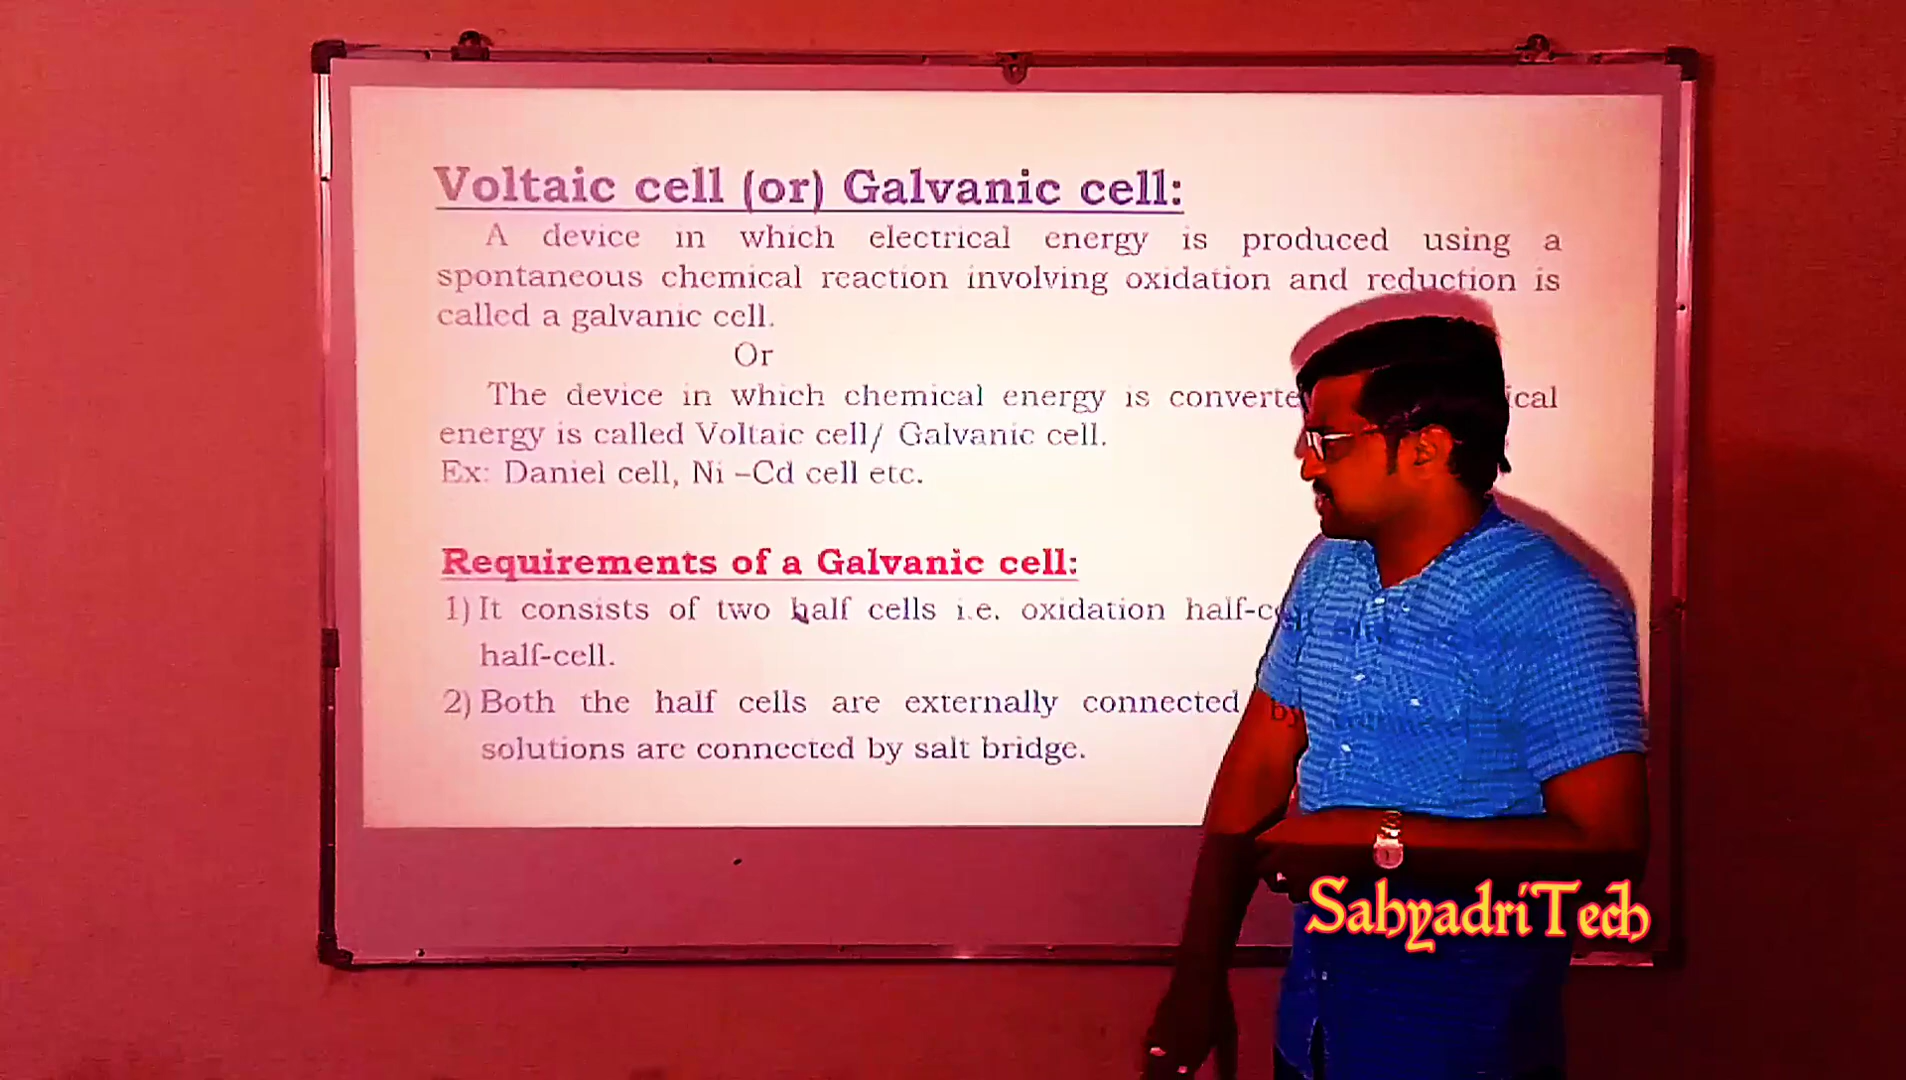 Voltaic cell (or) Galvanic cell:
A device in which electrical energy is produced using a
spontaneous chemical reaction involving oxidation and reduction is
called a galvanic cell.
Or
The device in which chemical energy is converte ical
energy is called Voltaic cell/ Galvanic cell.
Ex: Daniel cell, Ni –Cd cell etc.
Requirements of a Galvanic cell:
1) It consists of two half cells i.e. oxidation half-c
half-cell.
2) Both the half cells are externally connected by
solutions are connected by salt bridge.
SahyadriTech